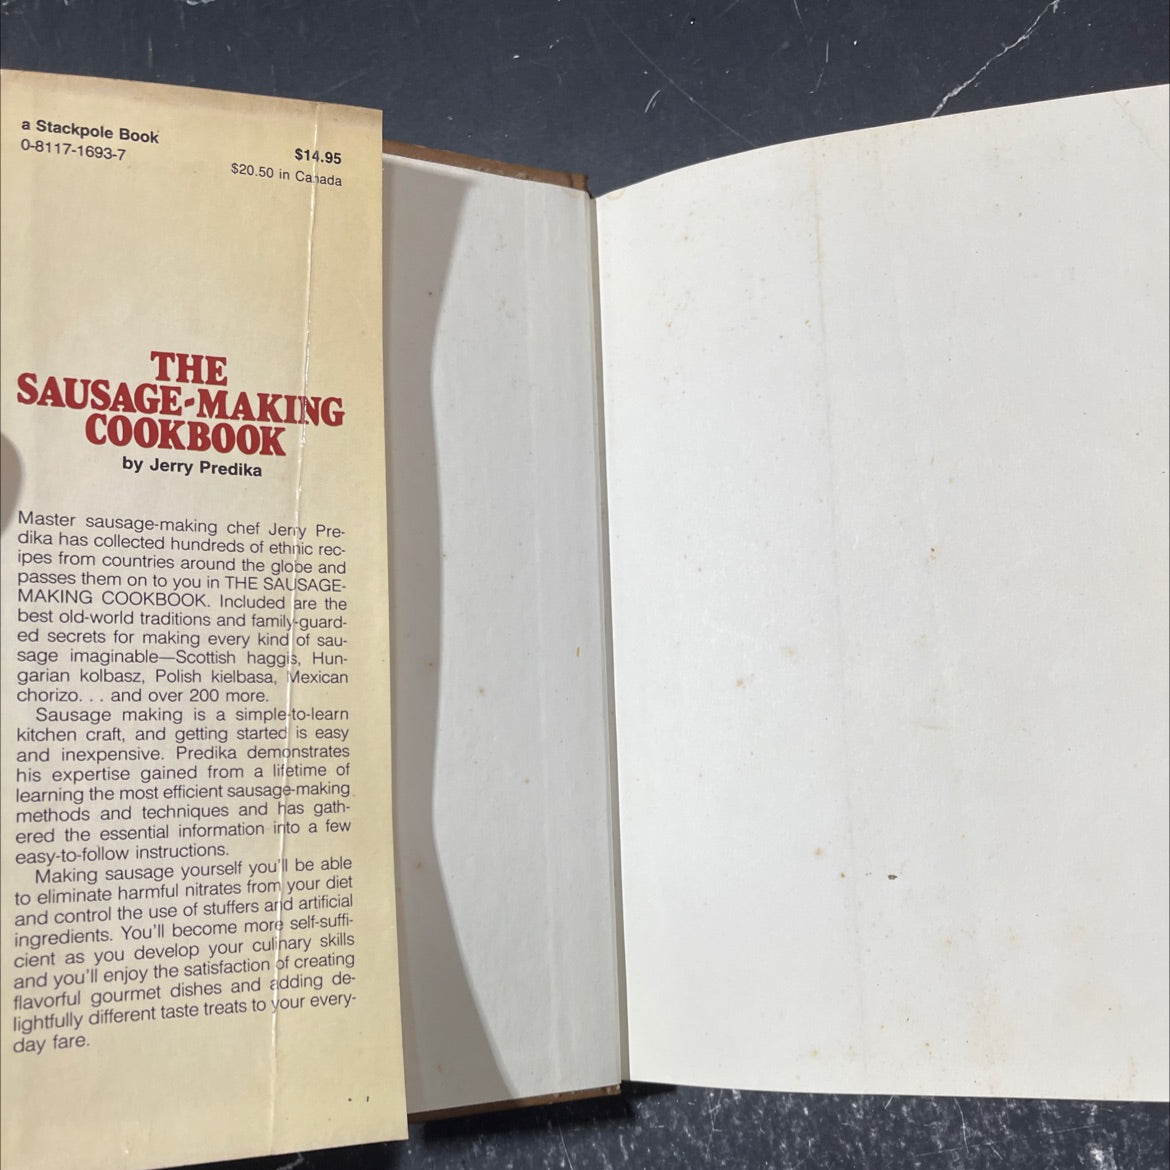 a Stackpole Book
0-8117-1693-7
$14.95
$20.50 in Canada
THE
SAUSAGE-MAKING
COOKBOOK
by Jerry Predika
Master sausage-making chef Jerry Pre-
dika has collected hundreds of ethnic rec-
ipes from countries around the globe and
passes them on to you in THE SAUSAGE-
MAKING COOKBOOK. Included are the
best old-world traditions and family-guard-
ed secrets for making every kind of sau-
sage imaginable—Scottish haggis, Hun-
garian kolbasz, Polish kielbasa, Mexican
chorizo. . . and over 200 more.
Sausage making is a simple-to-learn
kitchen craft, and getting started is easy
and inexpensive. Predika demonstrates
his expertise gained from a lifetime of
learning the most efficient sausage-making
methods and techniques and has gath-
ered the essential information into a few
easy-to-follow instructions.
Making sausage yourself you'll be able
to eliminate harmful nitrates from your diet
and control the use of stuffers and artificial
ingredients. You'll become more self-suffi-
cient as you develop your culinary skills
and you'll enjoy the satisfaction of creating
flavorful gourmet dishes and adding de-
lightfully different taste treats to your every-
day fare.